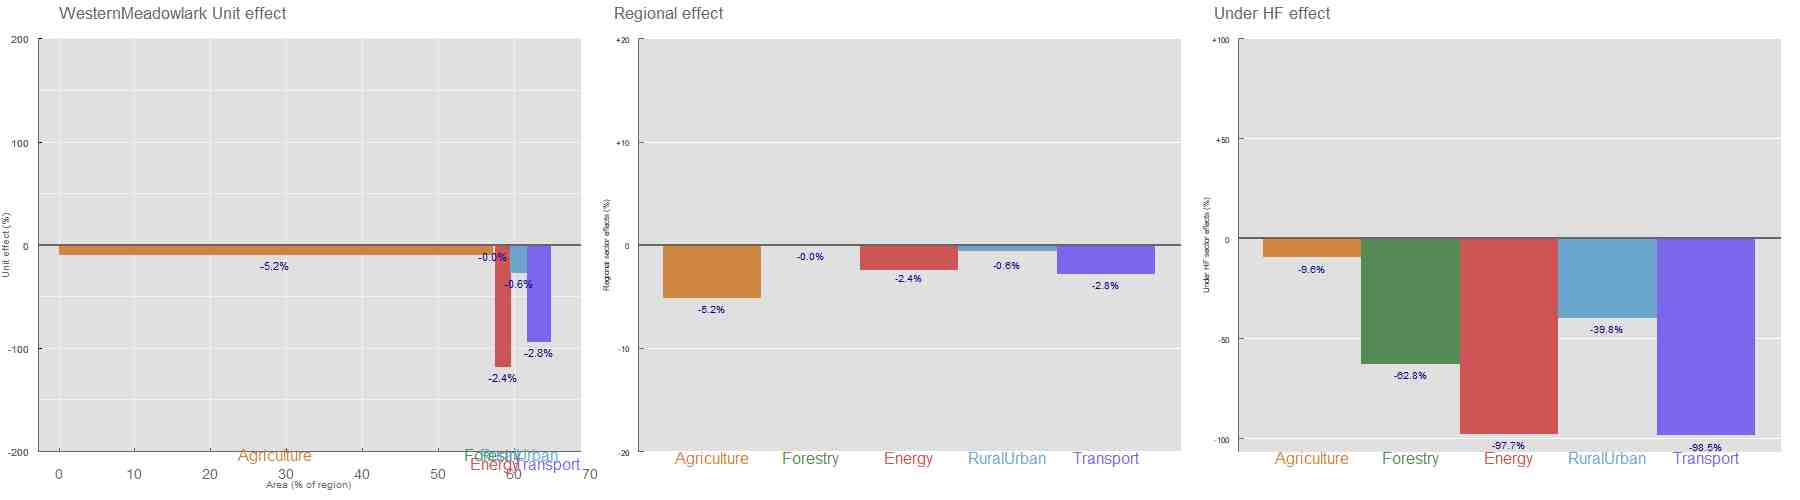 WesternMeadowlark Unit effect
200
100
0
-100
-200
Unit effect (%)
-5.2%
-0.0%
-2.4%
-0.6%
-2.8%
Agriculture
Forestry
RuralUrban
Energy
Transport
0 10 20 30 40 50 60 70
Area (% of region)
Regional effect
+20
+10
0
-10
-20
Regional sector effects (%)
-5.2%
-0.0%
-2.4%
-0.6%
-2.8%
Agriculture Forestry Energy RuralUrban Transport
Under HF effect
+100
+50
0
-50
-100
Under HF sector effects (%)
-9.6%
-62.8%
-97.7%
-39.8%
-98.5%
Agriculture Forestry Energy RuralUrban Transport